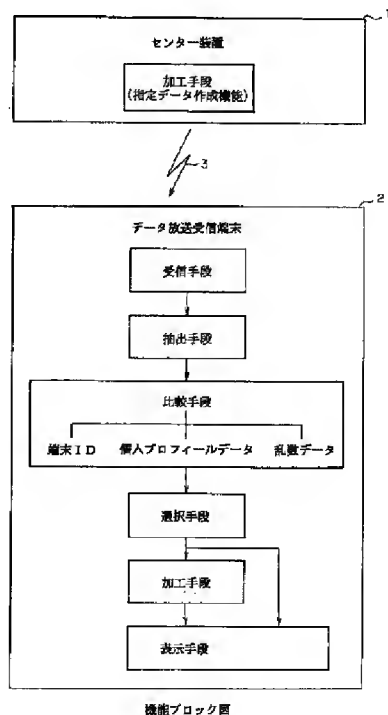 1
センター装置
加工手段
(指定データ作成機能)
3
2
データ放送受信端末
受信手段
抽出手段
比較手段
端末ID 個人プロフィールデータ 乱数データ
選択手段
加工手段
表示手段
機能ブロック図